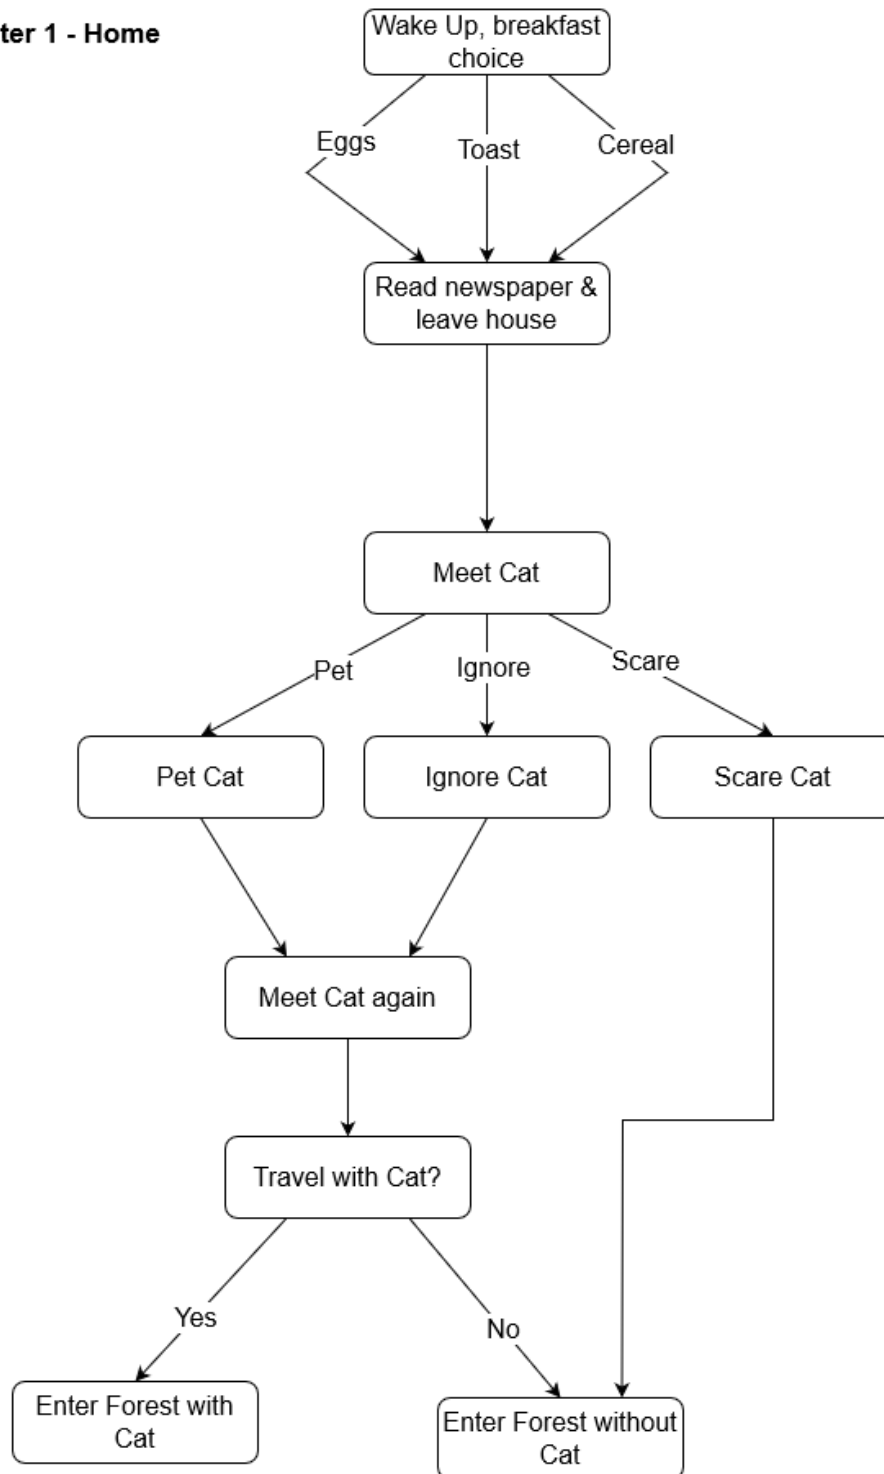 ter 1 - Home
Wake Up, breakfast
choice
Eggs
Toast
Cereal
Read newspaper &
leave house
Meet Cat
Pet
Ignore
Scare
Pet Cat
Ignore Cat
Scare Cat
Meet Cat again
Travel with Cat?
Yes
No
Enter Forest with
Cat
Enter Forest without
Cat